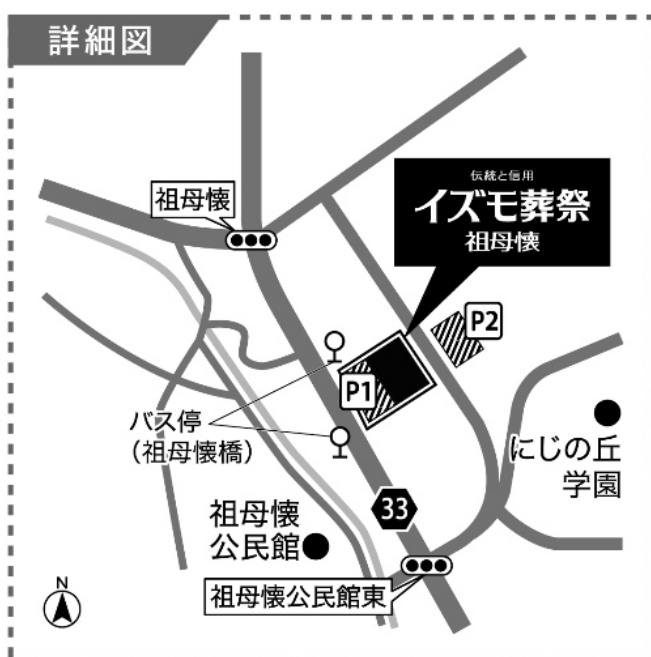 詳細図
祖母懐
伝統と信用
イズモ葬祭
祖母懐
P2
P1
バス停
（祖母懐橋）
にじの丘
学園
33
祖母懐
公民館
祖母懐公民館東
N